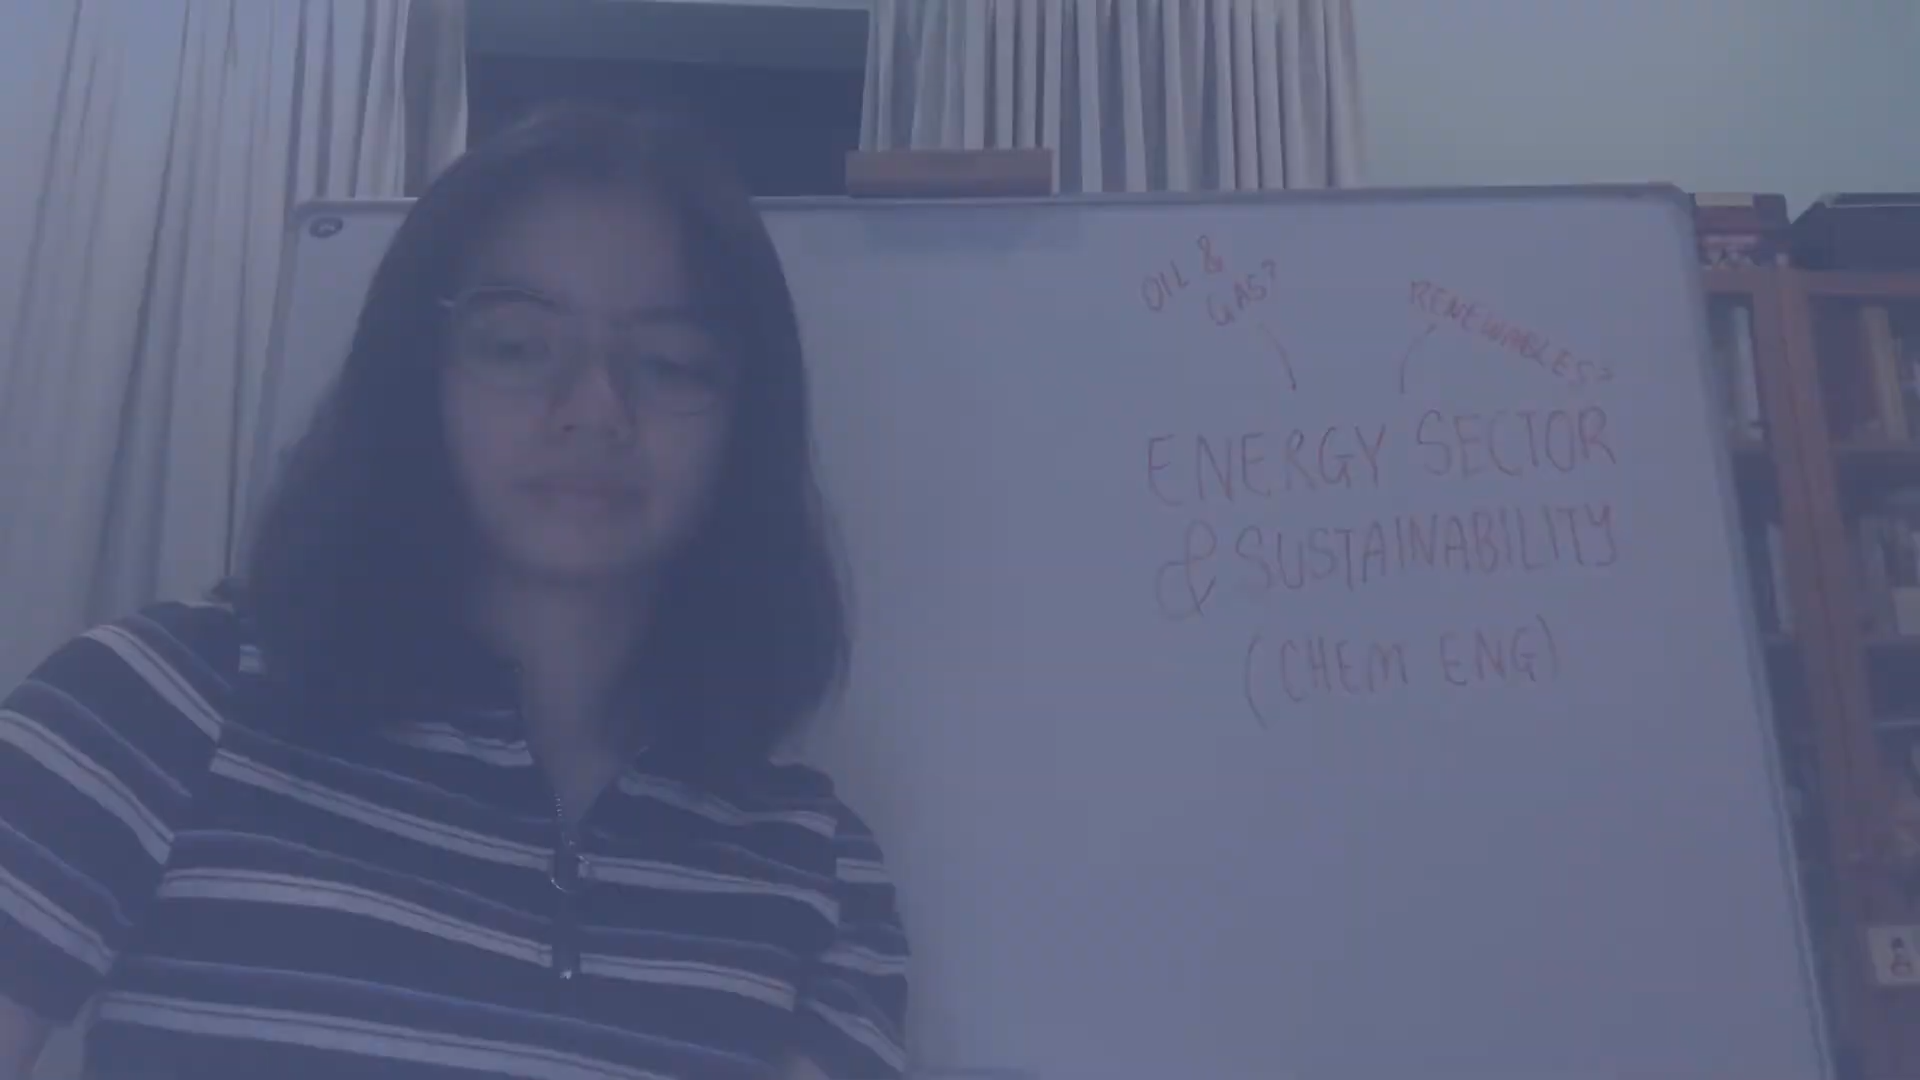 OIL &
GAS?
RENEWABLES?
ENERGY SECTOR
& SUSTAINABILITY
(CHEM ENG)